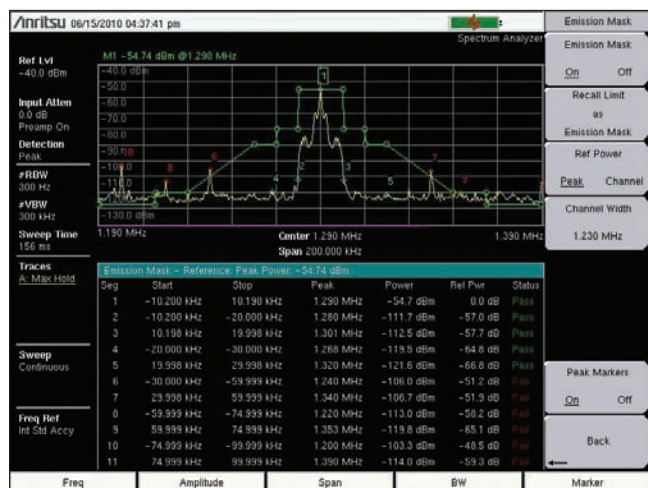 Anritsu 06/15/2010 04:37:41 pm
Spectrum Analyzer
Ref Lvl
-40.0 dBm
Input Atten
0.0 dB
Preamp On
Detection
Peak
#RBW
300 Hz
#VBW
300 kHz
Sweep Time
156 ms
Traces
A: Max Hold
Sweep
Continuous
Freq Ref
Int Std Accy
M1 -54.74 dBm @1.290 MHz
-40.0 dBm
-50.0
-60.0
-70.0
-80.0
-90.0
-130.0 dBm
1
10
8
6
4
2
3
5
7
9
1.190 MHz
Center 1.290 MHz
1.390 MHz
Span 200.000 kHz
Emission Mask - Reference: Peak Power: -54.74 dBm
Seg Start Stop Peak Power Rel Pwr Status
1 -10.200 kHz 10.198 kHz 1.290 MHz -54.7 dBm 0.0 dB Pass
2 -10.200 kHz -20.000 kHz 1.280 MHz -111.7 dBm -57.0 dB Pass
3 10.198 kHz 19.998 kHz 1.301 MHz -112.5 dBm -57.7 dB Pass
4 -20.000 kHz -30.000 kHz 1.268 MHz -119.5 dBm -64.8 dB Pass
5 19.998 kHz 29.998 kHz 1.320 MHz -121.6 dBm -66.8 dB Pass
6 -30.000 kHz -59.999 kHz 1.240 MHz -106.0 dBm -51.2 dB Fail
7 29.998 kHz 59.999 kHz 1.340 MHz -106.7 dBm -51.9 dB Fail
8 -59.999 kHz -74.999 kHz 1.220 MHz -113.0 dBm -58.2 dB Fail
9 59.999 kHz 74.999 kHz 1.353 MHz -119.8 dBm -65.1 dB Fail
10 -74.999 kHz -99.999 kHz 1.200 MHz -103.3 dBm -48.5 dB Fail
11 74.999 kHz 99.999 kHz 1.390 MHz -114.0 dBm -59.3 dB Fail
Emission Mask
Emission Mask
On Off
Recall Limit
as
Emission Mask
Ref Power
Peak Channel
Channel Width
1.230 MHz
Peak Markers
On Off
Back
Freq Amplitude Span BW Marker